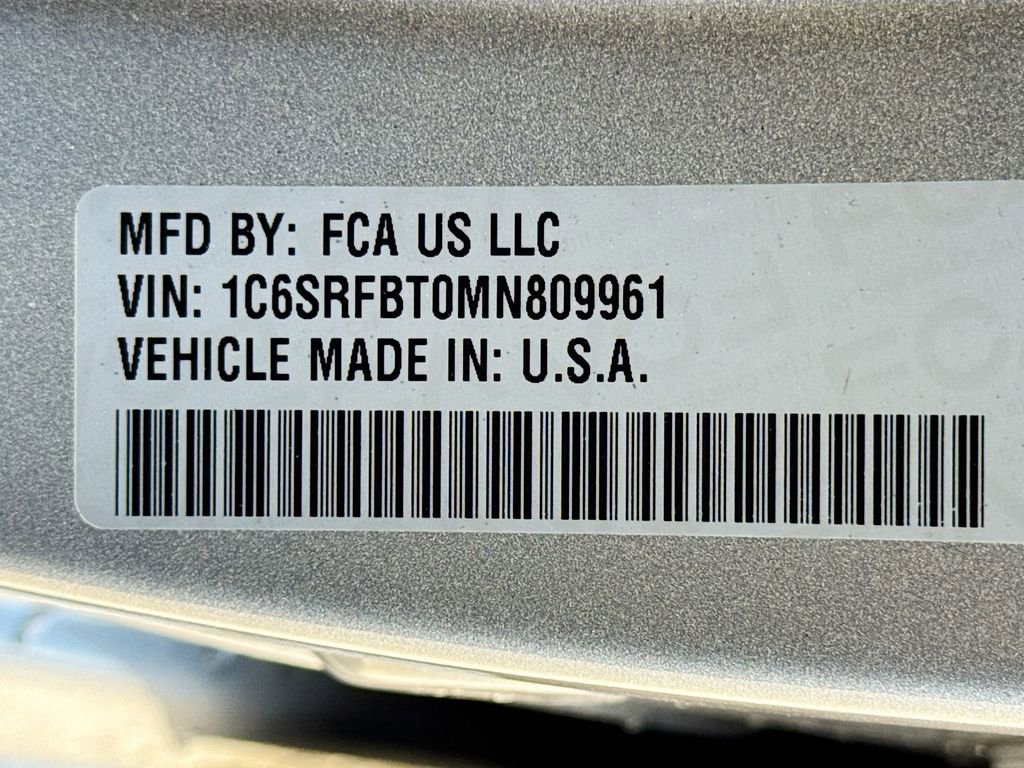 MFD BY: FCA US LLC
VIN: 1C6SRFBT0MN809961
VEHICLE MADE IN: U.S.A.